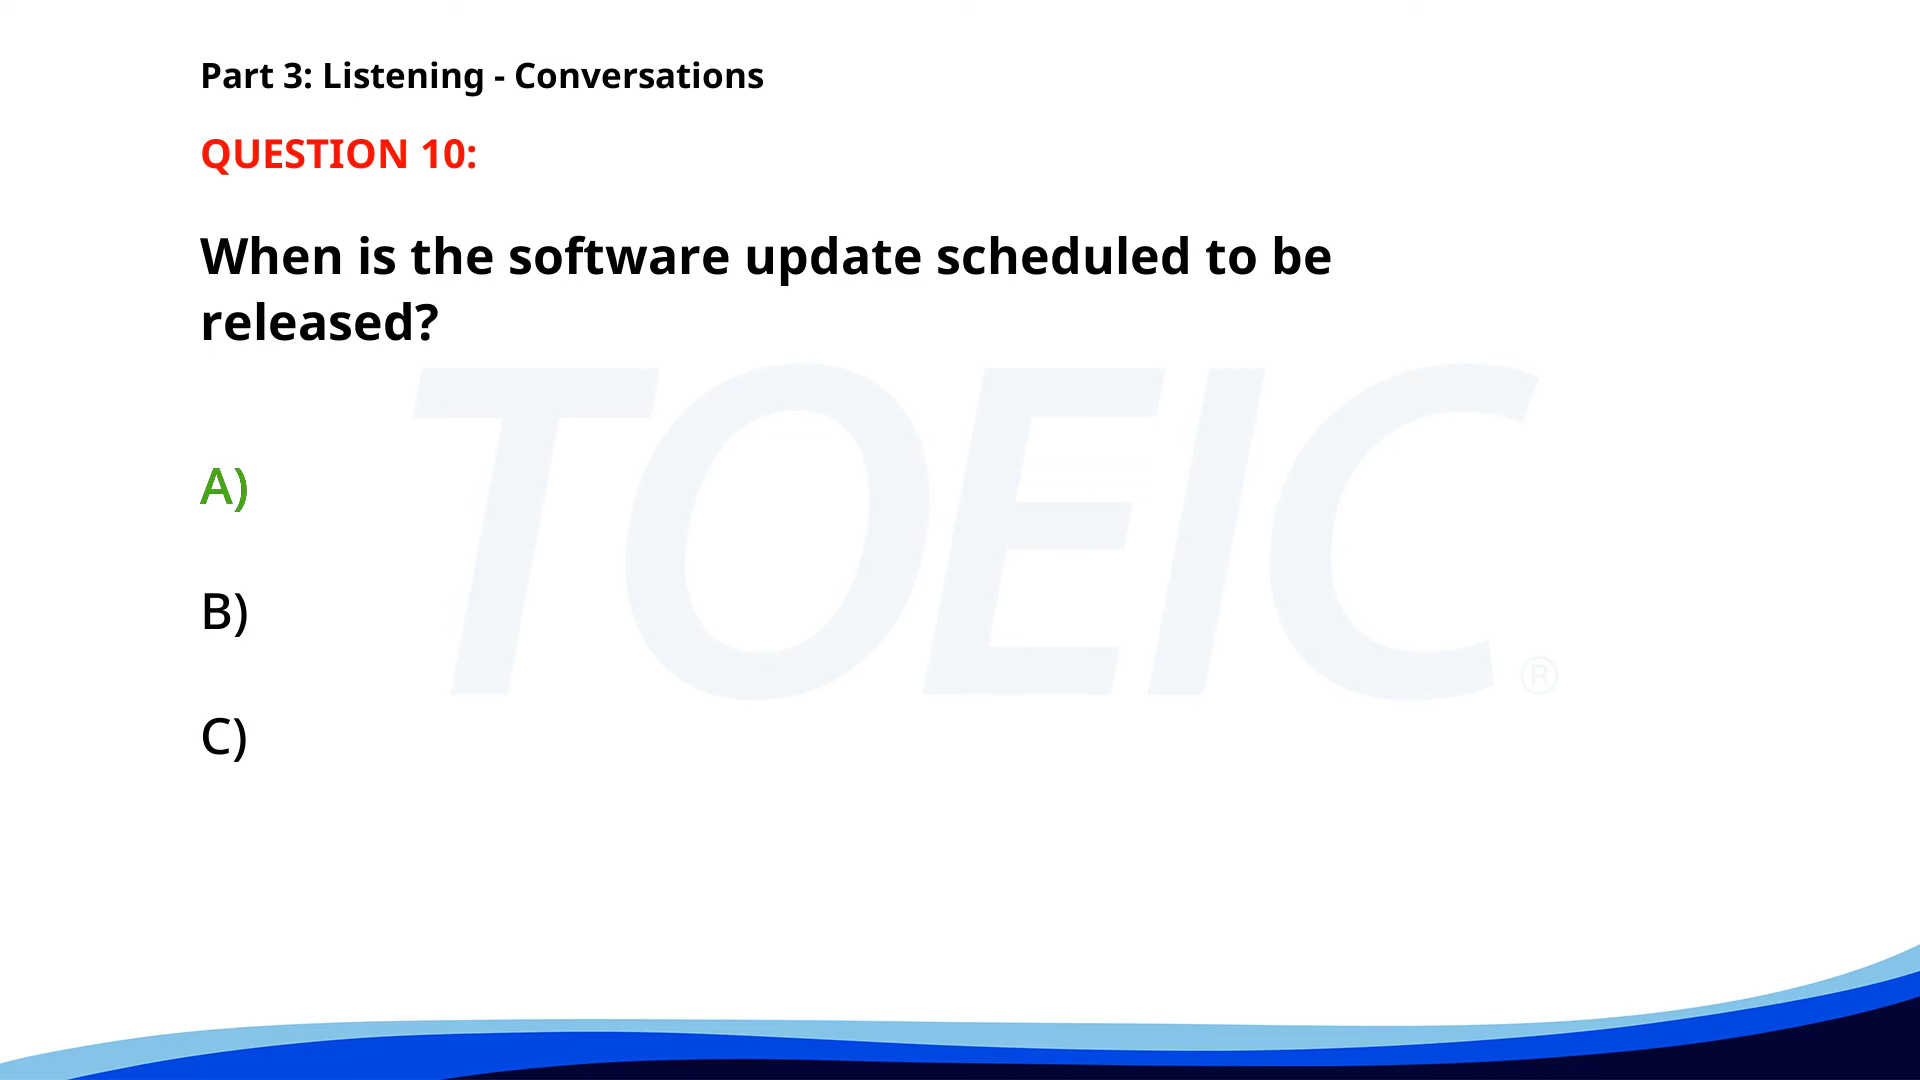 Part 3: Listening - Conversations
QUESTION 10:
When is the software update scheduled to be
released?
TOEIC®
A)
B)
C)